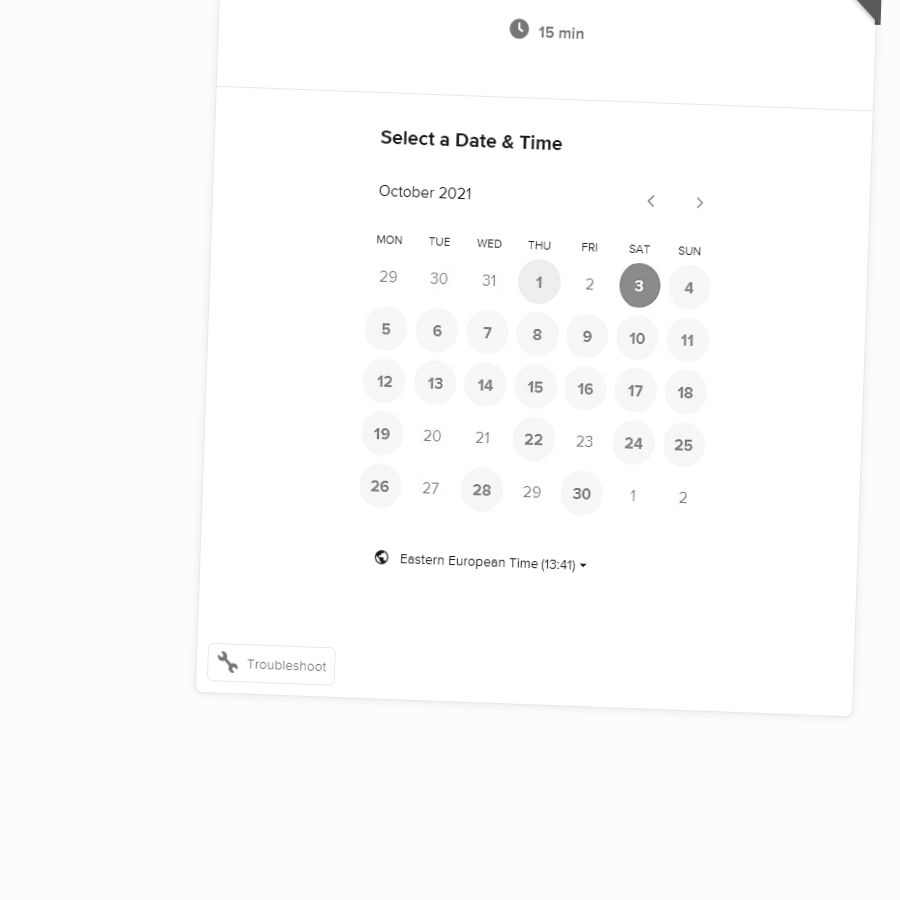 15 min
Select a Date & Time
October 2021
MON TUE WED THU FRI SAT SUN
29 30 31 1 2 3 4
5 6 7 8 9 10 11
12 13 14 15 16 17 18
19 20 21 22 23 24 25
26 27 28 29 30 1 2
Eastern European Time (13:41)
Troubleshoot